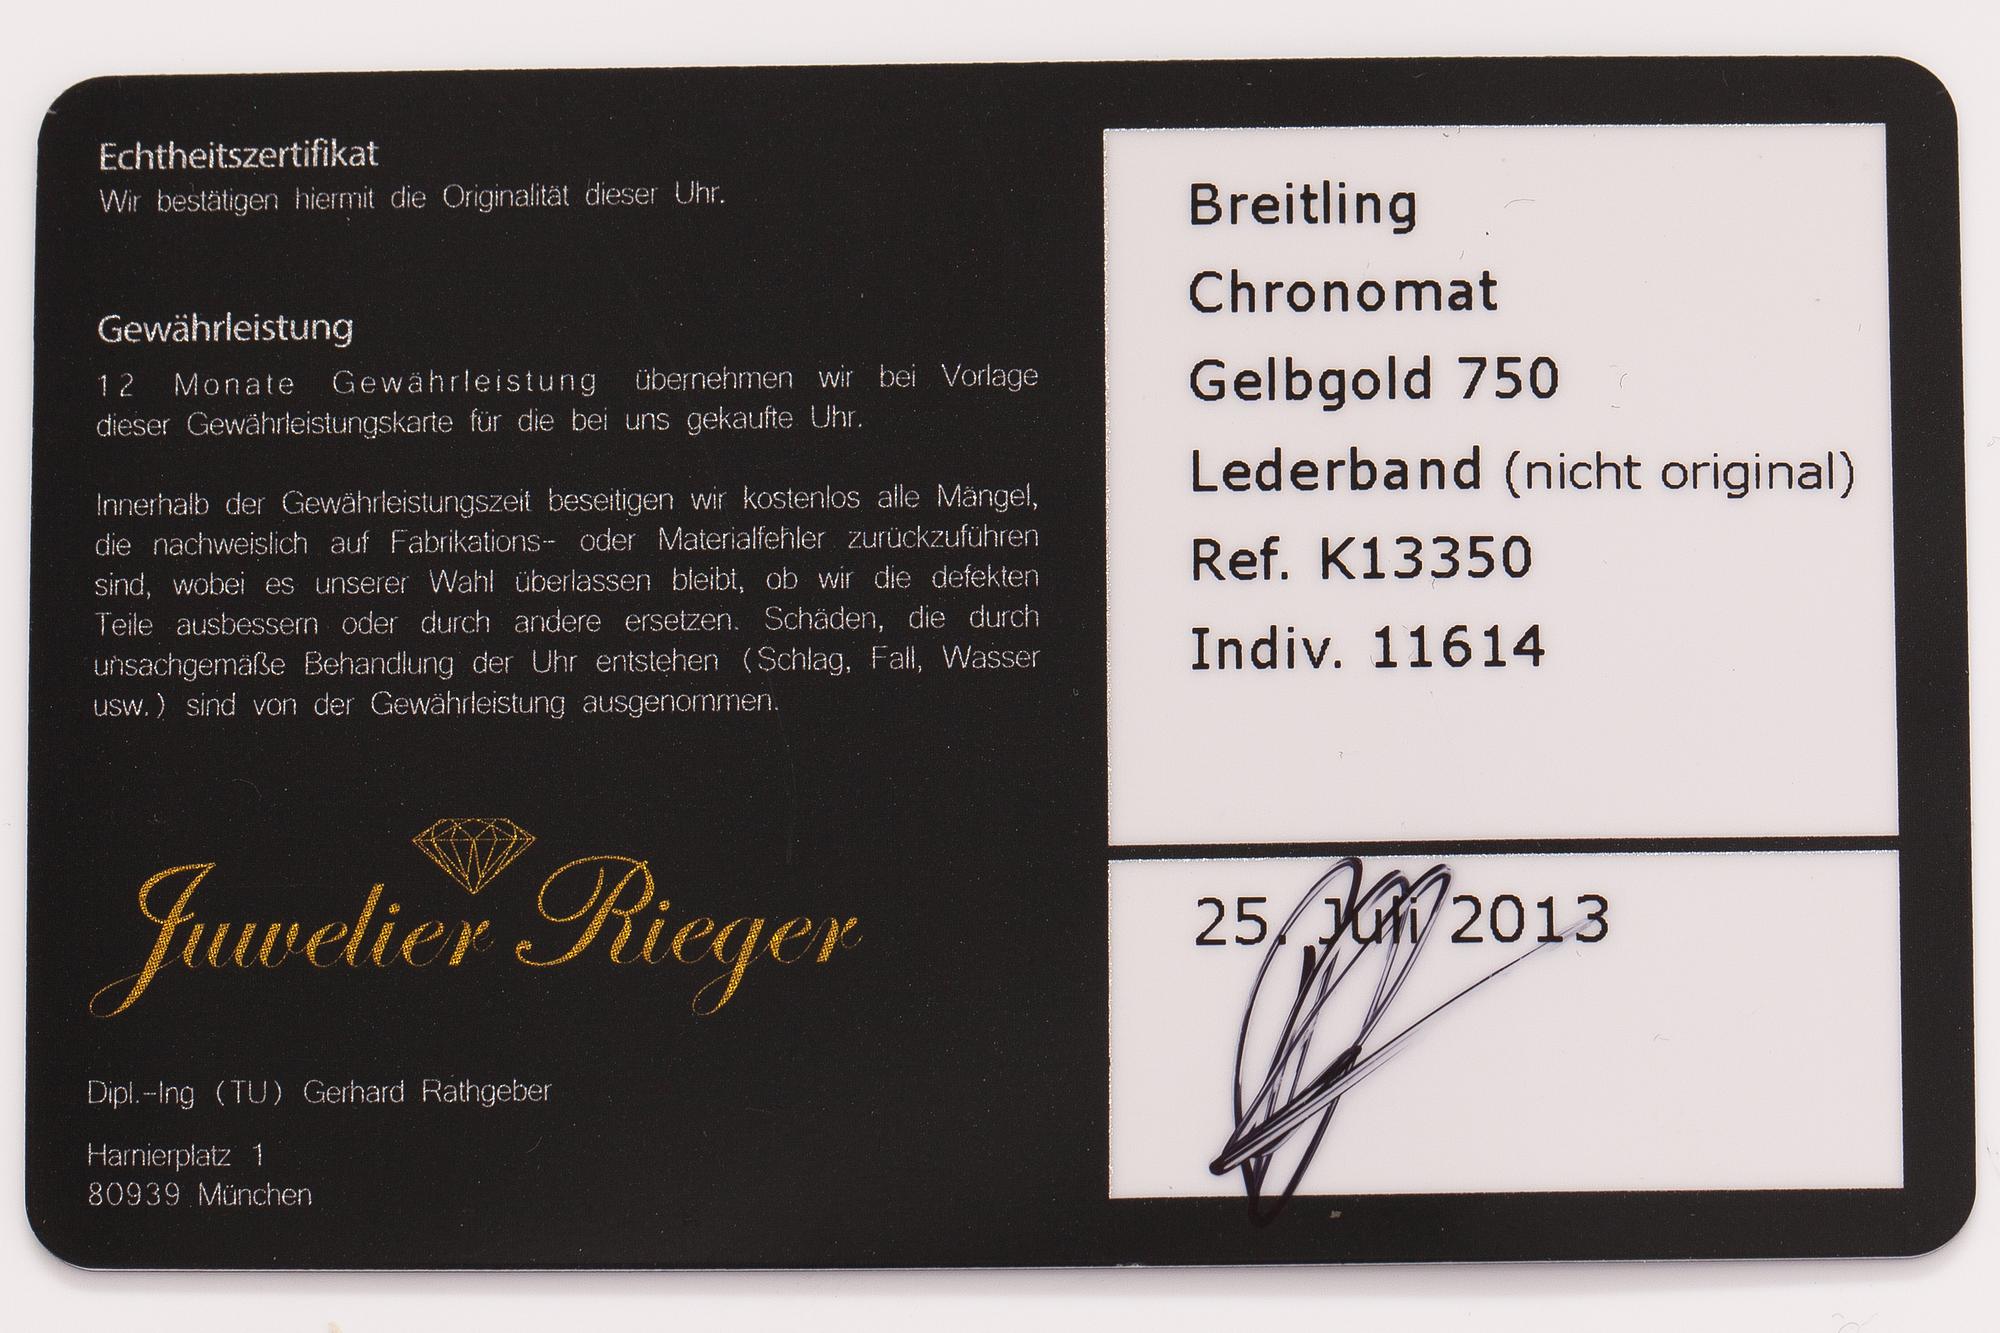 Echtheitszertifikat
Wir bestätigen hiermit die Originalität dieser Uhr.
Gewährleistung
12 Monate Gewährleistung übernehmen wir bei Vorlage
dieser Gewährleistungskarte für die bei uns gekaufte Uhr.
Innerhalb der Gewährleistungszeit beseitigen wir kostenlos alle Mängel,
die nachweislich auf Fabrikations- oder Materialfehler zurückzuführen
sind, wobei es unserer Wahl überlassen bleibt, ob wir die defekten
Teile ausbessern oder durch andere ersetzen. Schäden, die durch
unsachgemäße Behandlung der Uhr entstehen (Schlag, Fall, Wasser
usw.) sind von der Gewährleistung ausgenommen.
Juwelier Rieger
Dipl.-Ing (TU) Gerhard Rathgeber
Harnierplatz 1
80939 München
Breitling
Chronomat
Gelbgold 750
Lederband (nicht original)
Ref. K13350
Indiv. 11614
25. Juli 2013